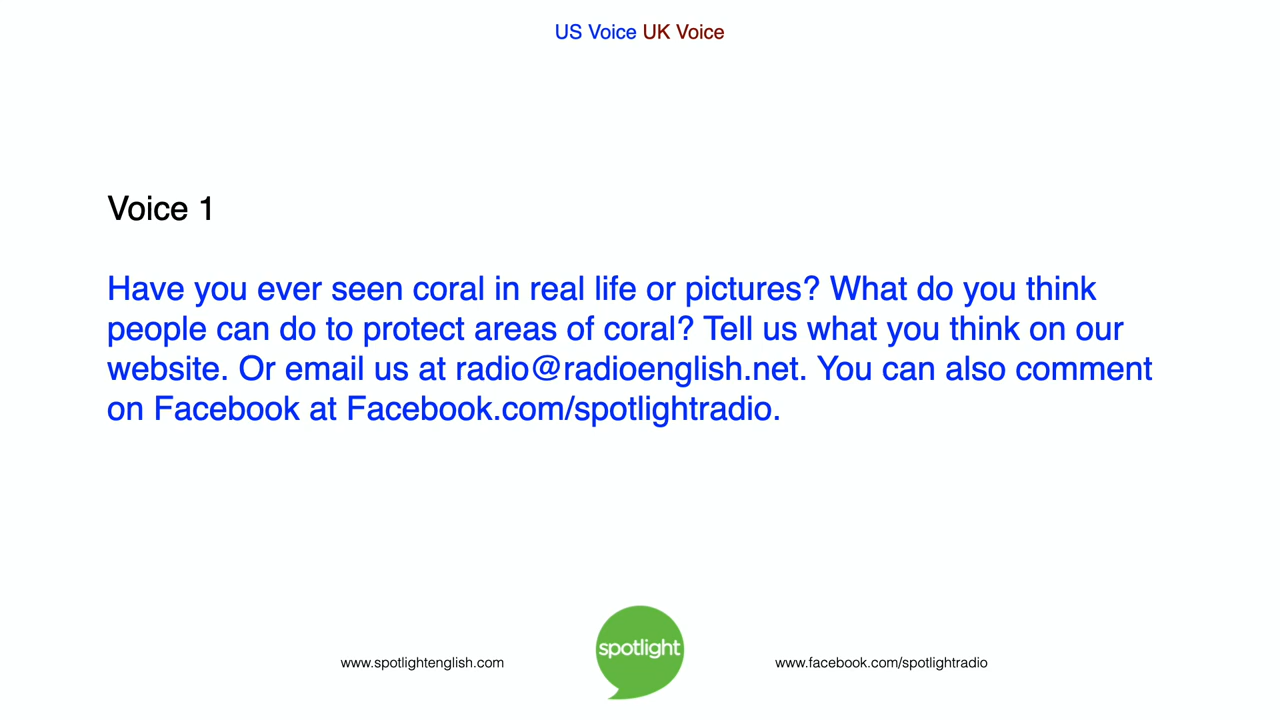 US Voice UK Voice
Voice 1
Have you ever seen coral in real life or pictures? What do you think
people can do to protect areas of coral? Tell us what you think on our
website. Or email us at radio@radioenglish.net. You can also comment
on Facebook at Facebook.com/spotlightradio.
www.spotlightenglish.com
spotlight
www.facebook.com/spotlightradio